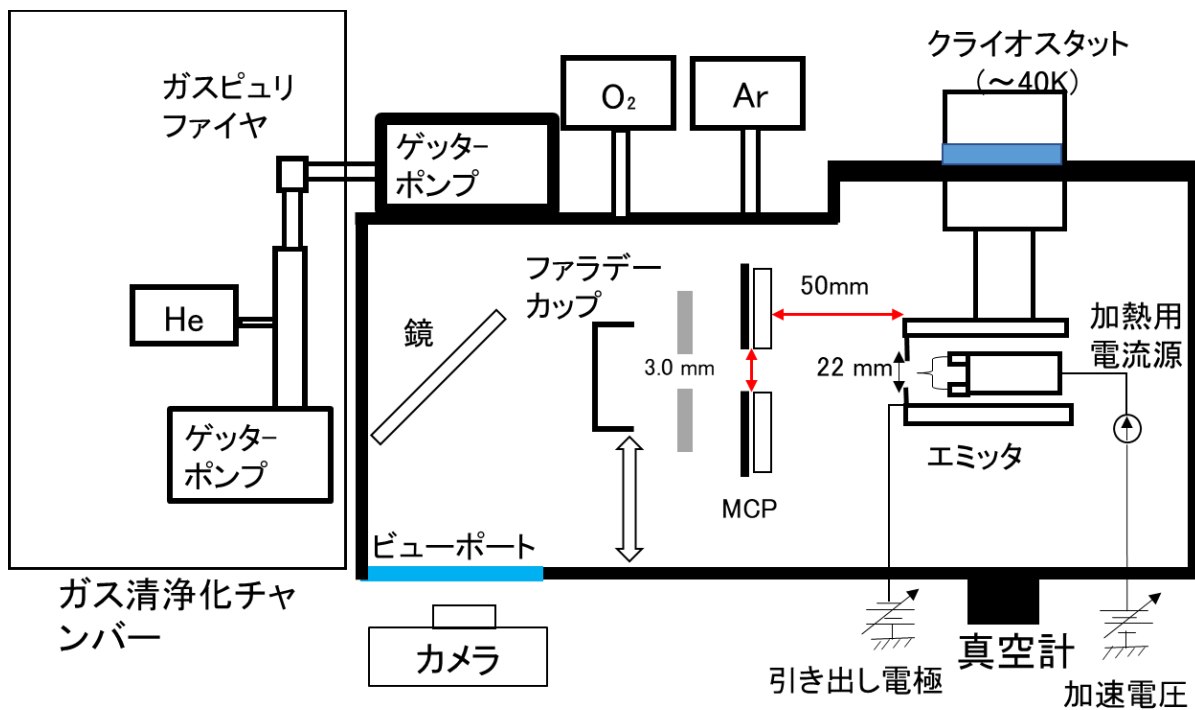 ガスピュリ
ファイヤ
ゲッター
ポンプ
O₂
Ar
クライオスタット
(～40K)
He
ゲッター
ポンプ
鏡
ファラデー
カップ
3.0 mm
50mm
22 mm
加熱用
電流源
エミッタ
MCP
ビューポート
ガス清浄化チャ
ンバー
カメラ
引き出し電極
真空計
加速電圧